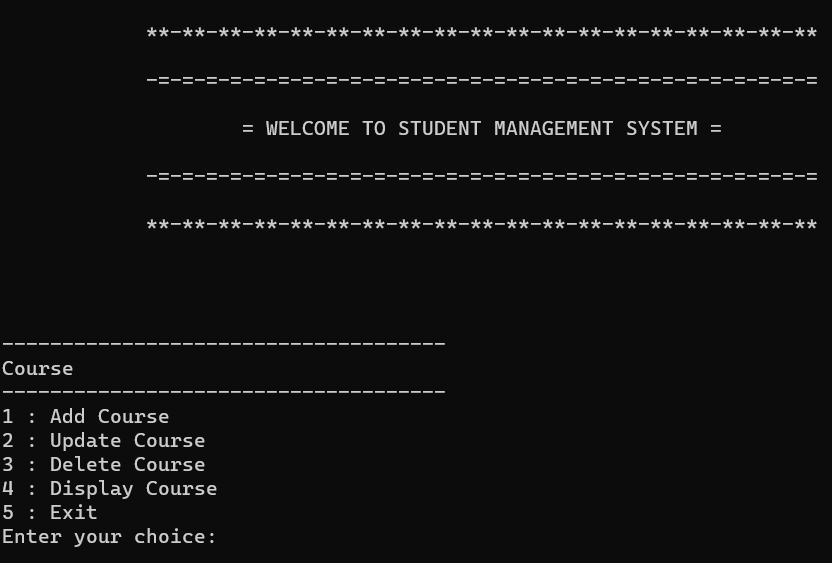 **-**-**-**-**-**-**-**-**-**-**-**-**-**-**-**-**-**-**
-=-=-=-=-=-=-=-=-=-=-=-=-=-=-=-=-=-=-=-=-=-=-=-=-=-=-=-=
= WELCOME TO STUDENT MANAGEMENT SYSTEM =
-=-=-=-=-=-=-=-=-=-=-=-=-=-=-=-=-=-=-=-=-=-=-=-=-=-=-=-=
**-**-**-**-**-**-**-**-**-**-**-**-**-**-**-**-**-**-**
-------------------------------------
Course
-------------------------------------
1 : Add Course
2 : Update Course
3 : Delete Course
4 : Display Course
5 : Exit
Enter your choice: